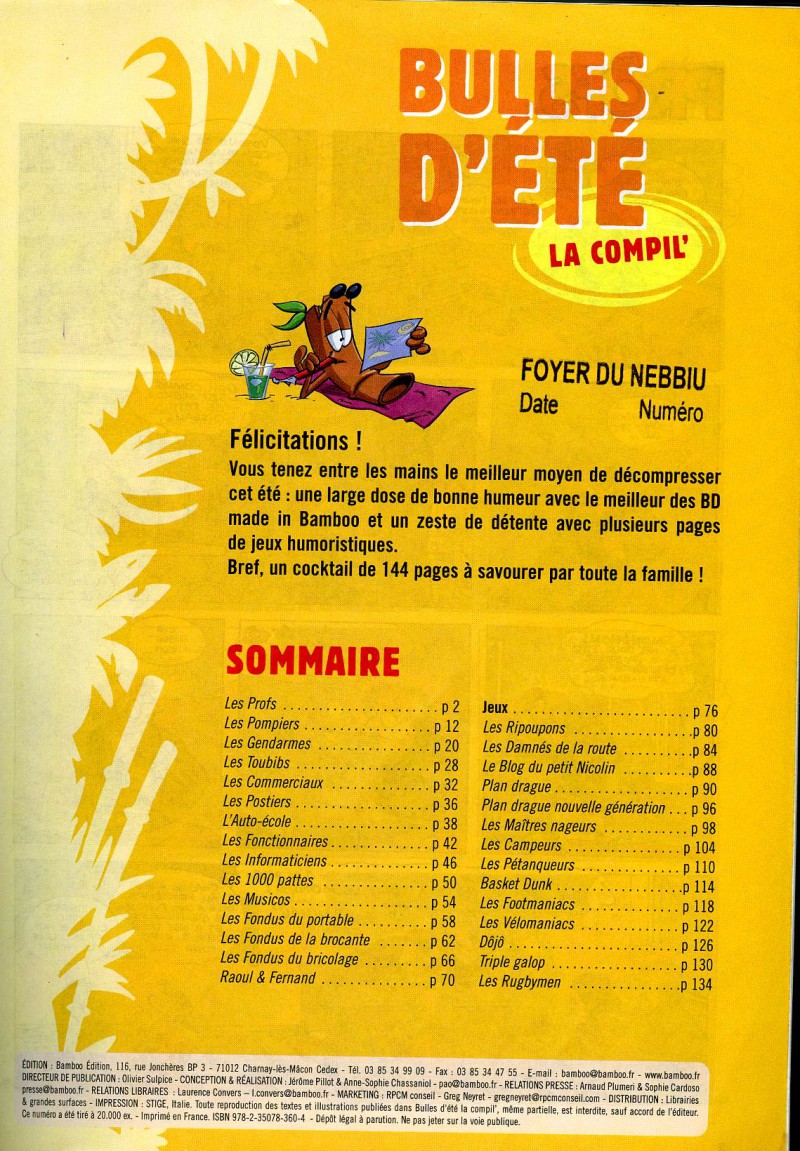 BULLES
D'ÉTÉ
LA COMPIL'
FOYER DU NEBBIU
Date Numéro
Félicitations !
Vous tenez entre les mains le meilleur moyen de décompresser
cet été : une large dose de bonne humeur avec le meilleur des BD
made in Bamboo et un zeste de détente avec plusieurs pages
de jeux humoristiques.
Bref, un cocktail de 144 pages à savourer par toute la famille !
SOMMAIRE
Les Profs . . . . . . . . . . . . . . . . . . . . . p 2
Les Pompiers . . . . . . . . . . . . . . . . . . p 12
Les Gendarmes . . . . . . . . . . . . . . . . p 20
Les Toubibs . . . . . . . . . . . . . . . . . . . p 28
Les Commerciaux . . . . . . . . . . . . . . p 32
Les Postiers . . . . . . . . . . . . . . . . . . p 36
L'Auto-école . . . . . . . . . . . . . . . . . . p 38
Les Fonctionnaires . . . . . . . . . . . . . p 42
Les Informaticiens . . . . . . . . . . . . . p 46
Les 1000 pattes . . . . . . . . . . . . . . . p 50
Les Musicos . . . . . . . . . . . . . . . . . . p 54
Les Fondus du portable . . . . . . . . . . p 58
Les Fondus de la brocante . . . . . . . p 62
Les Fondus du bricolage . . . . . . . . . p 66
Raoul & Fernand . . . . . . . . . . . . . . p 70
Jeux . . . . . . . . . . . . . . . . . . . . . . . . p 76
Les Ripoupons . . . . . . . . . . . . . . . .p 80
Les Damnés de la route . . . . . . . . . p 84
Le Blog du petit Nicolin . . . . . . . . . p 88
Plan drague . . . . . . . . . . . . . . . . . . p 90
Plan drague nouvelle génération . . . p 96
Les Maîtres nageurs . . . . . . . . . . . . p 98
Les Campeurs . . . . . . . . . . . . . . . p 104
Les Pétanqueurs . . . . . . . . . . . . . p 110
Basket Dunk . . . . . . . . . . . . . . . . .p 114
Les Footmaniacs . . . . . . . . . . . . . p 118
Les Vélomaniacs . . . . . . . . . . . . . p 122
Dôjô . . . . . . . . . . . . . . . . . . . . . . p 126
Triple galop . . . . . . . . . . . . . . . . . p 130
Les Rugbymen . . . . . . . . . . . . . . .p 134
ÉDITION : Bamboo Édition, 116, rue Jonchères BP 3 - 71012 Charnay-lès-Mâcon Cedex - Tél. 03 85 34 99 09 - Fax : 03 85 34 47 55 - E-mail : bamboo@bamboo.fr - www.bamboo.fr
DIRECTEUR DE PUBLICATION : Olivier Sulpice - CONCEPTION & RÉALISATION : Jérôme Pillot & Anne-Sophie Chassaniol - pao@bamboo.fr - RELATIONS PRESSE : Arnaud Plumeri & Sophie Cardoso
presse@bamboo.fr - RELATIONS LIBRAIRES : Laurence Convers – l.convers@bamboo.fr - MARKETING : RPCM conseil - Greg Neyret - gregneyret@rpcmconseil.com - DISTRIBUTION : Librairies
& grandes surfaces - IMPRESSION : STIGE, Italie. Toute reproduction des textes et illustrations publiées dans Bulles d'été la compil', même partielle, est interdite, sauf accord de l'éditeur.
Ce numéro a été tiré à 20.000 ex. - Imprimé en France. ISBN 978-2-35078-360-4 - Dépôt légal à parution. Ne pas jeter sur la voie publique.